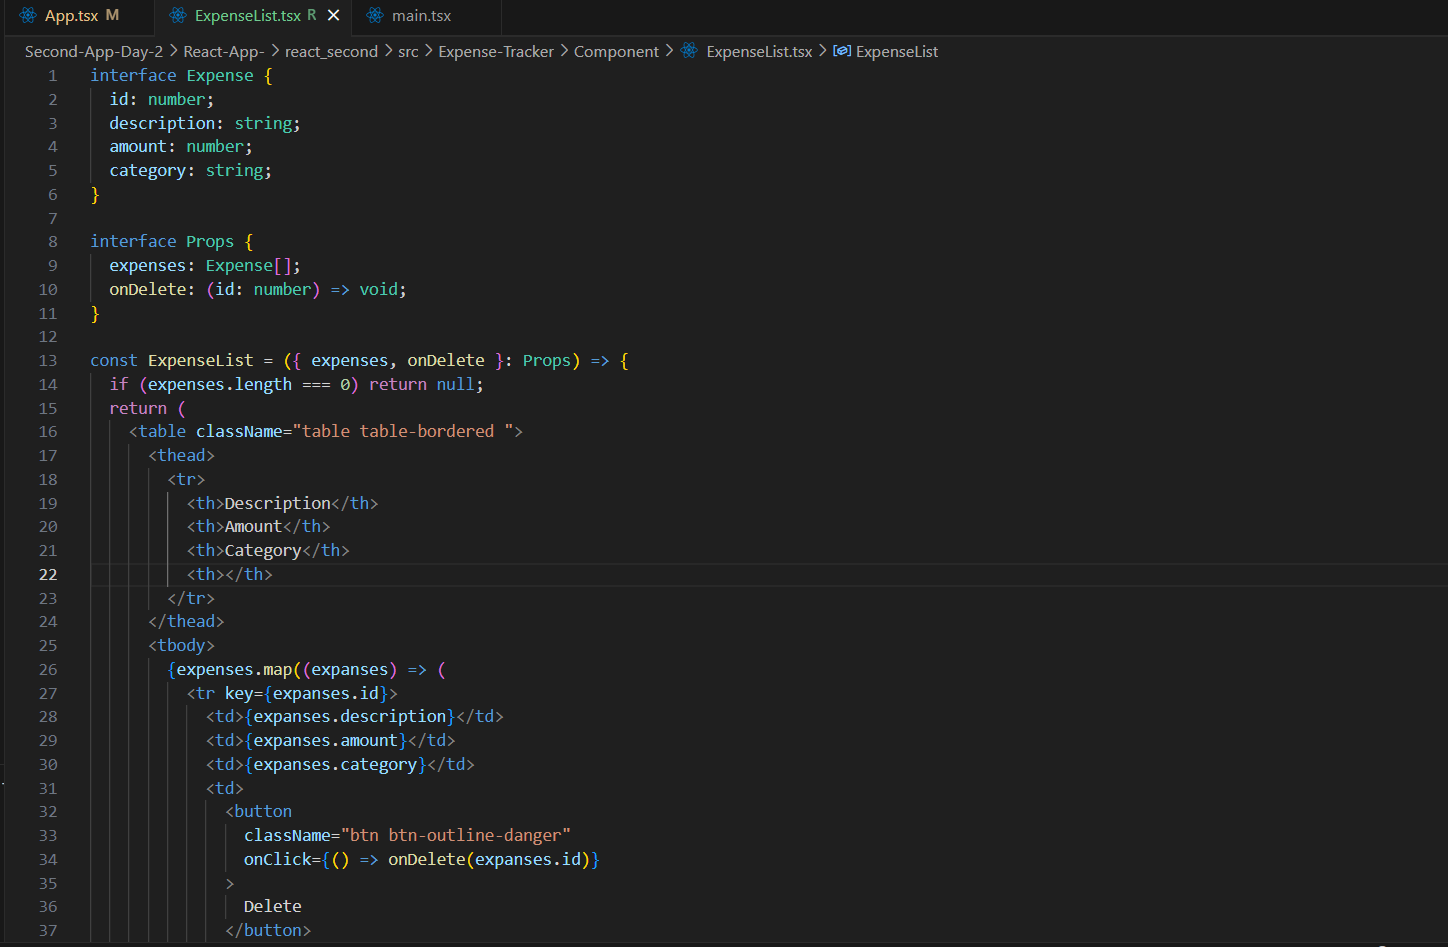 App.tsx M ExpenseList.tsx R × main.tsx
Second-App-Day-2 > React-App- > react_second > src > Expense-Tracker > Component > ExpenseList.tsx > ExpenseList
1 interface Expense {
2   id: number;
3   description: string;
4   amount: number;
5   category: string;
6 }
7
8 interface Props {
9   expenses: Expense[];
10   onDelete: (id: number) => void;
11 }
12
13 const ExpenseList = ({ expenses, onDelete }: Props) => {
14   if (expenses.length === 0) return null;
15   return (
16     <table className="table table-bordered ">
17       <thead>
18         <tr>
19           <th>Description</th>
20           <th>Amount</th>
21           <th>Category</th>
22           <th></th>
23         </tr>
24       </thead>
25       <tbody>
26         {expenses.map((expanses) => (
27           <tr key={expanses.id}>
28             <td>{expanses.description}</td>
29             <td>{expanses.amount}</td>
30             <td>{expanses.category}</td>
31             <td>
32               <button
33                 className="btn btn-outline-danger"
34                 onClick={() => onDelete(expanses.id)}
35               >
36                 Delete
37               </button>